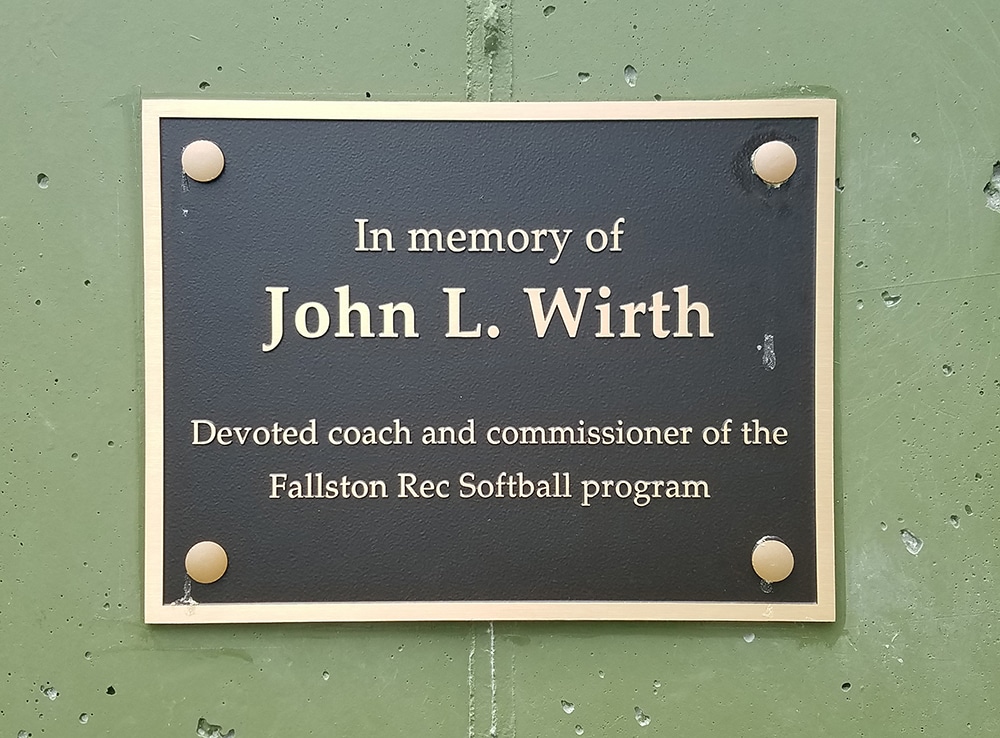 In memory of
John L. Wirth
Devoted coach and commissioner of the
Fallston Rec Softball program